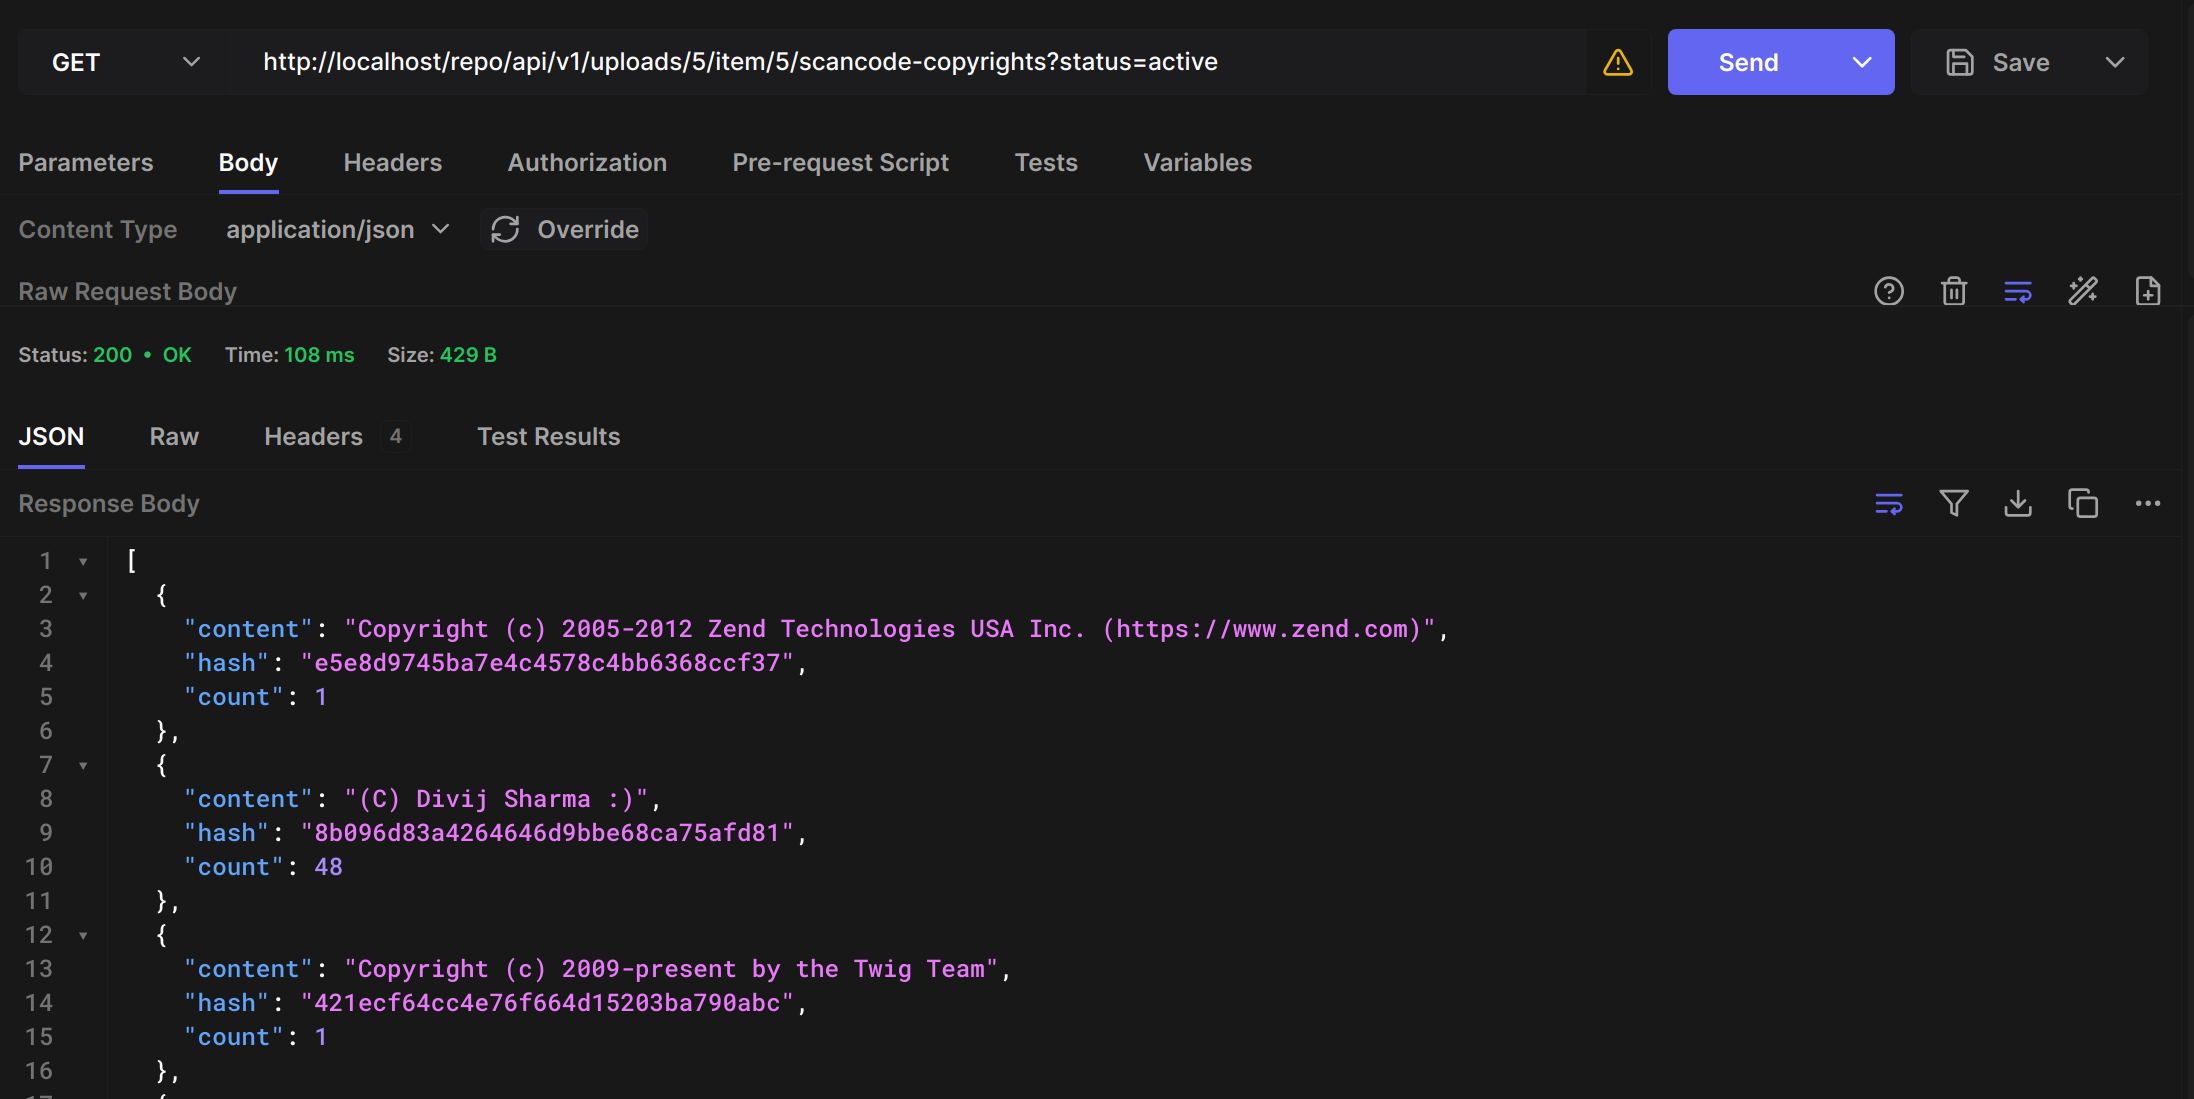 GET http://localhost/repo/api/v1/uploads/5/item/5/scancode-copyrights?status=active Send Save
Parameters Body Headers Authorization Pre-request Script Tests Variables
Content Type application/json Override
Raw Request Body
Status: 200 • OK Time: 108 ms Size: 429 B
JSON Raw Headers 4 Test Results
Response Body
1 [
2 {
3 "content": "Copyright (c) 2005-2012 Zend Technologies USA Inc. (https://www.zend.com)",
4 "hash": "e5e8d9745ba7e4c4578c4bb6368ccf37",
5 "count": 1
6 },
7 {
8 "content": "(C) Divij Sharma :)",
9 "hash": "8b096d83a4264646d9bbe68ca75afd81",
10 "count": 48
11 },
12 {
13 "content": "Copyright (c) 2009-present by the Twig Team",
14 "hash": "421ecf64cc4e76f664d15203ba790abc",
15 "count": 1
16 },